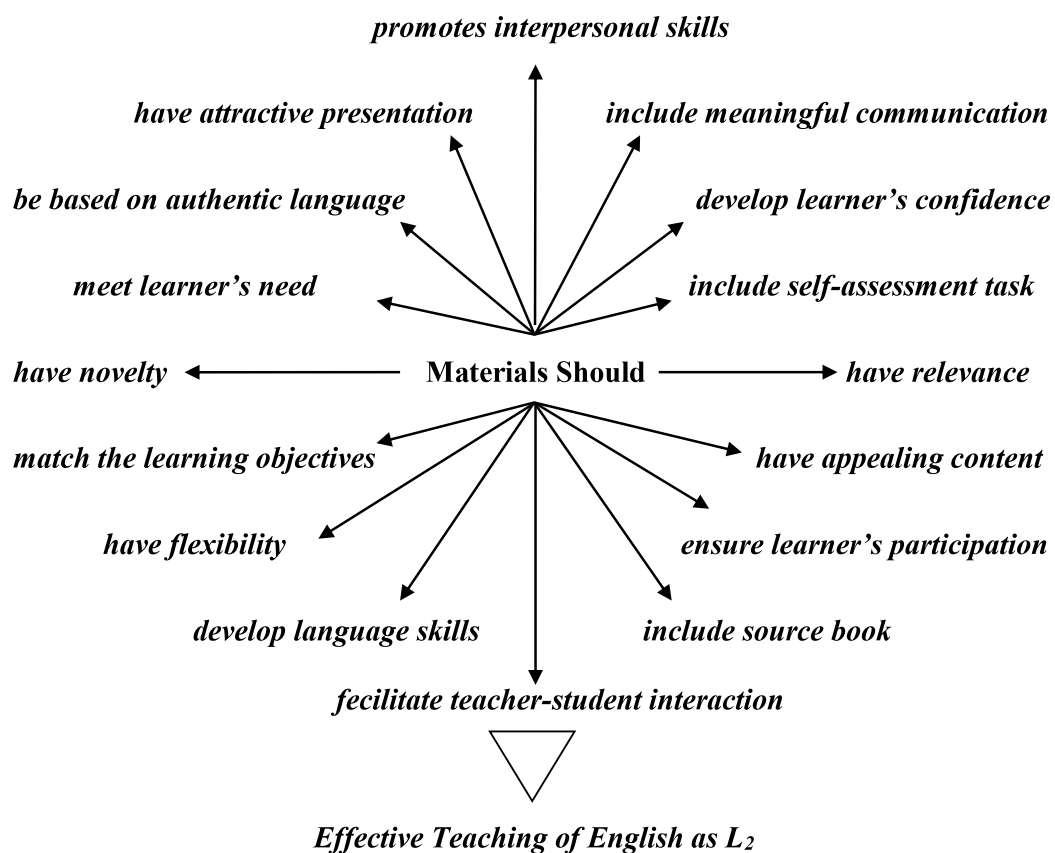 promotes interpersonal skills
have attractive presentation
include meaningful communication
be based on authentic language
develop learner’s confidence
meet learner’s need
include self-assessment task
have novelty
Materials Should
have relevance
match the learning objectives
have appealing content
have flexibility
ensure learner’s participation
develop language skills
include source book
fecilitate teacher-student interaction
Effective Teaching of English as L₂